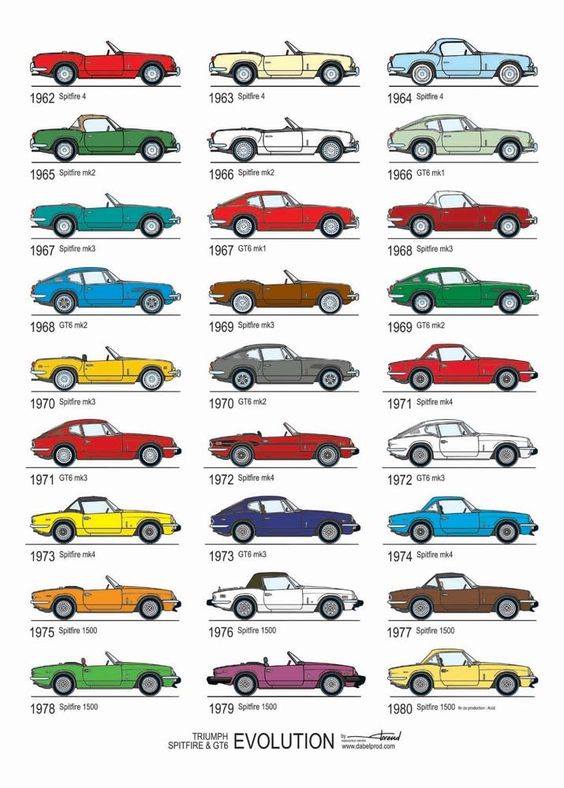 1962 Spitfire 4
1963 Spitfire 4
1964 Spitfire 4
1965 Spitfire mk2
1966 Spitfire mk2
1966 GT6 mk1
1967 Spitfire mk3
1967 GT6 mk1
1968 Spitfire mk3
1968 GT6 mk2
1969 Spitfire mk3
1969 GT6 mk2
1970 Spitfire mk3
1970 GT6 mk2
1971 Spitfire mk4
1971 GT6 mk3
1972 Spitfire mk4
1972 GT6 mk3
1973 Spitfire mk4
1973 GT6 mk3
1974 Spitfire mk4
1975 Spitfire 1500
1976 Spitfire 1500
1977 Spitfire 1500
1978 Spitfire 1500
1979 Spitfire 1500
1980 Spitfire 1500 fin de production :
TRIUMPH
SPITFIRE & GT6 EVOLUTION by
www.dabelprod.com